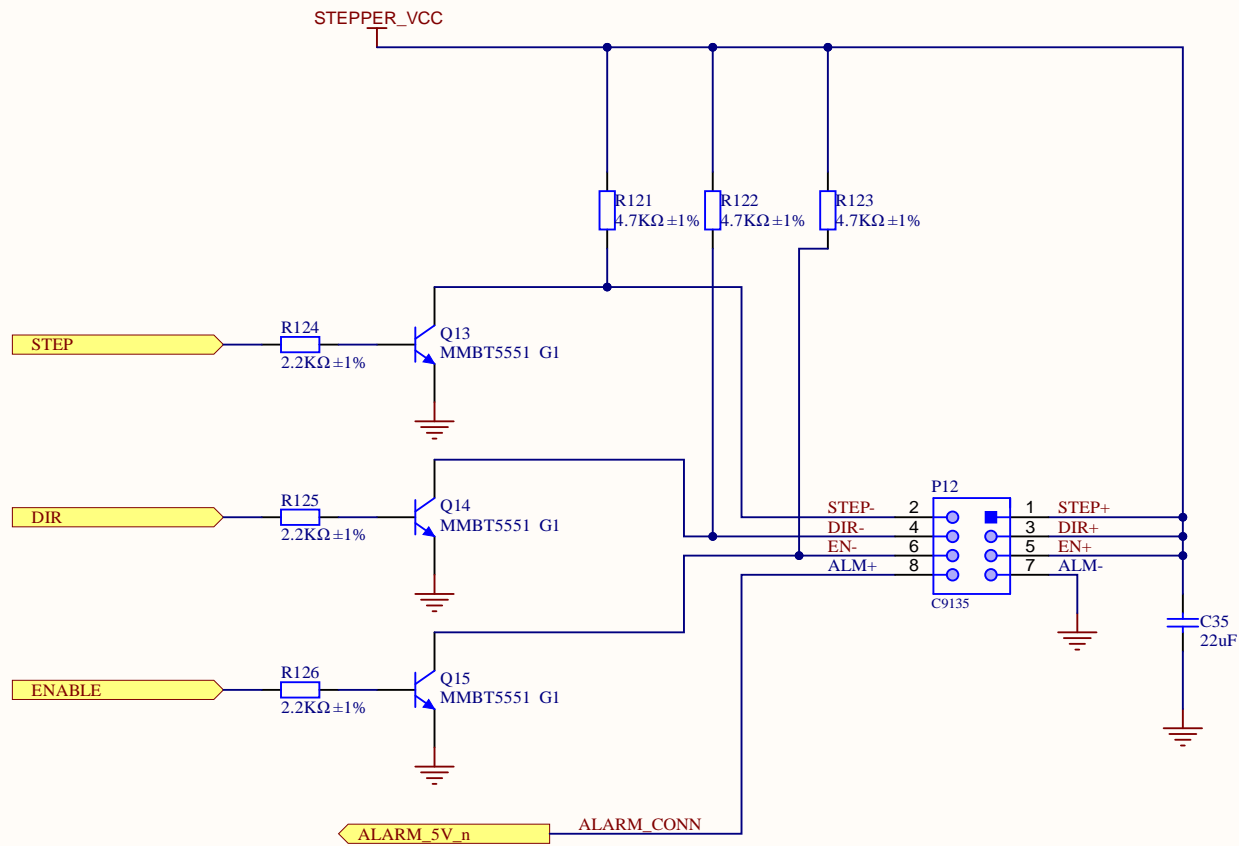 STEPPER_VCC
R121
4.7KΩ ±1%
R122
4.7KΩ ±1%
R123
4.7KΩ ±1%
STEP
R124
2.2KΩ ±1%
Q13
MMBT5551 G1
DIR
R125
2.2KΩ ±1%
Q14
MMBT5551 G1
P12
STEP- 2 1 STEP+
DIR- 4 3 DIR+
EN- 6 5 EN+
ALM+ 8 7 ALM-
C9135
C35
22uF
ENABLE
R126
2.2KΩ ±1%
Q15
MMBT5551 G1
ALARM_5V_n
ALARM_CONN